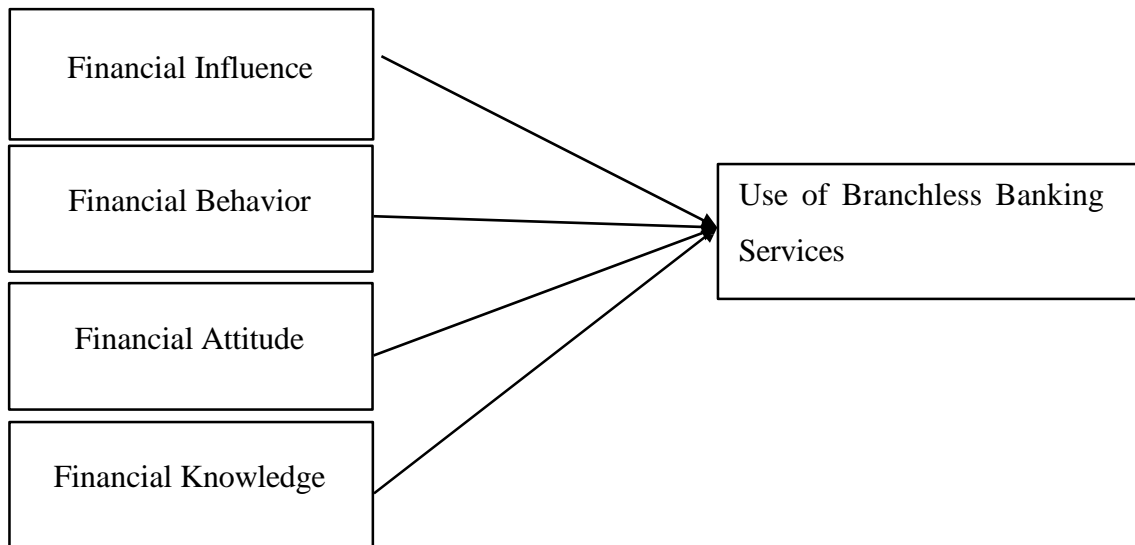 Financial Influence
Financial Behavior
Use of Branchless Banking
Services
Financial Attitude
Financial Knowledge